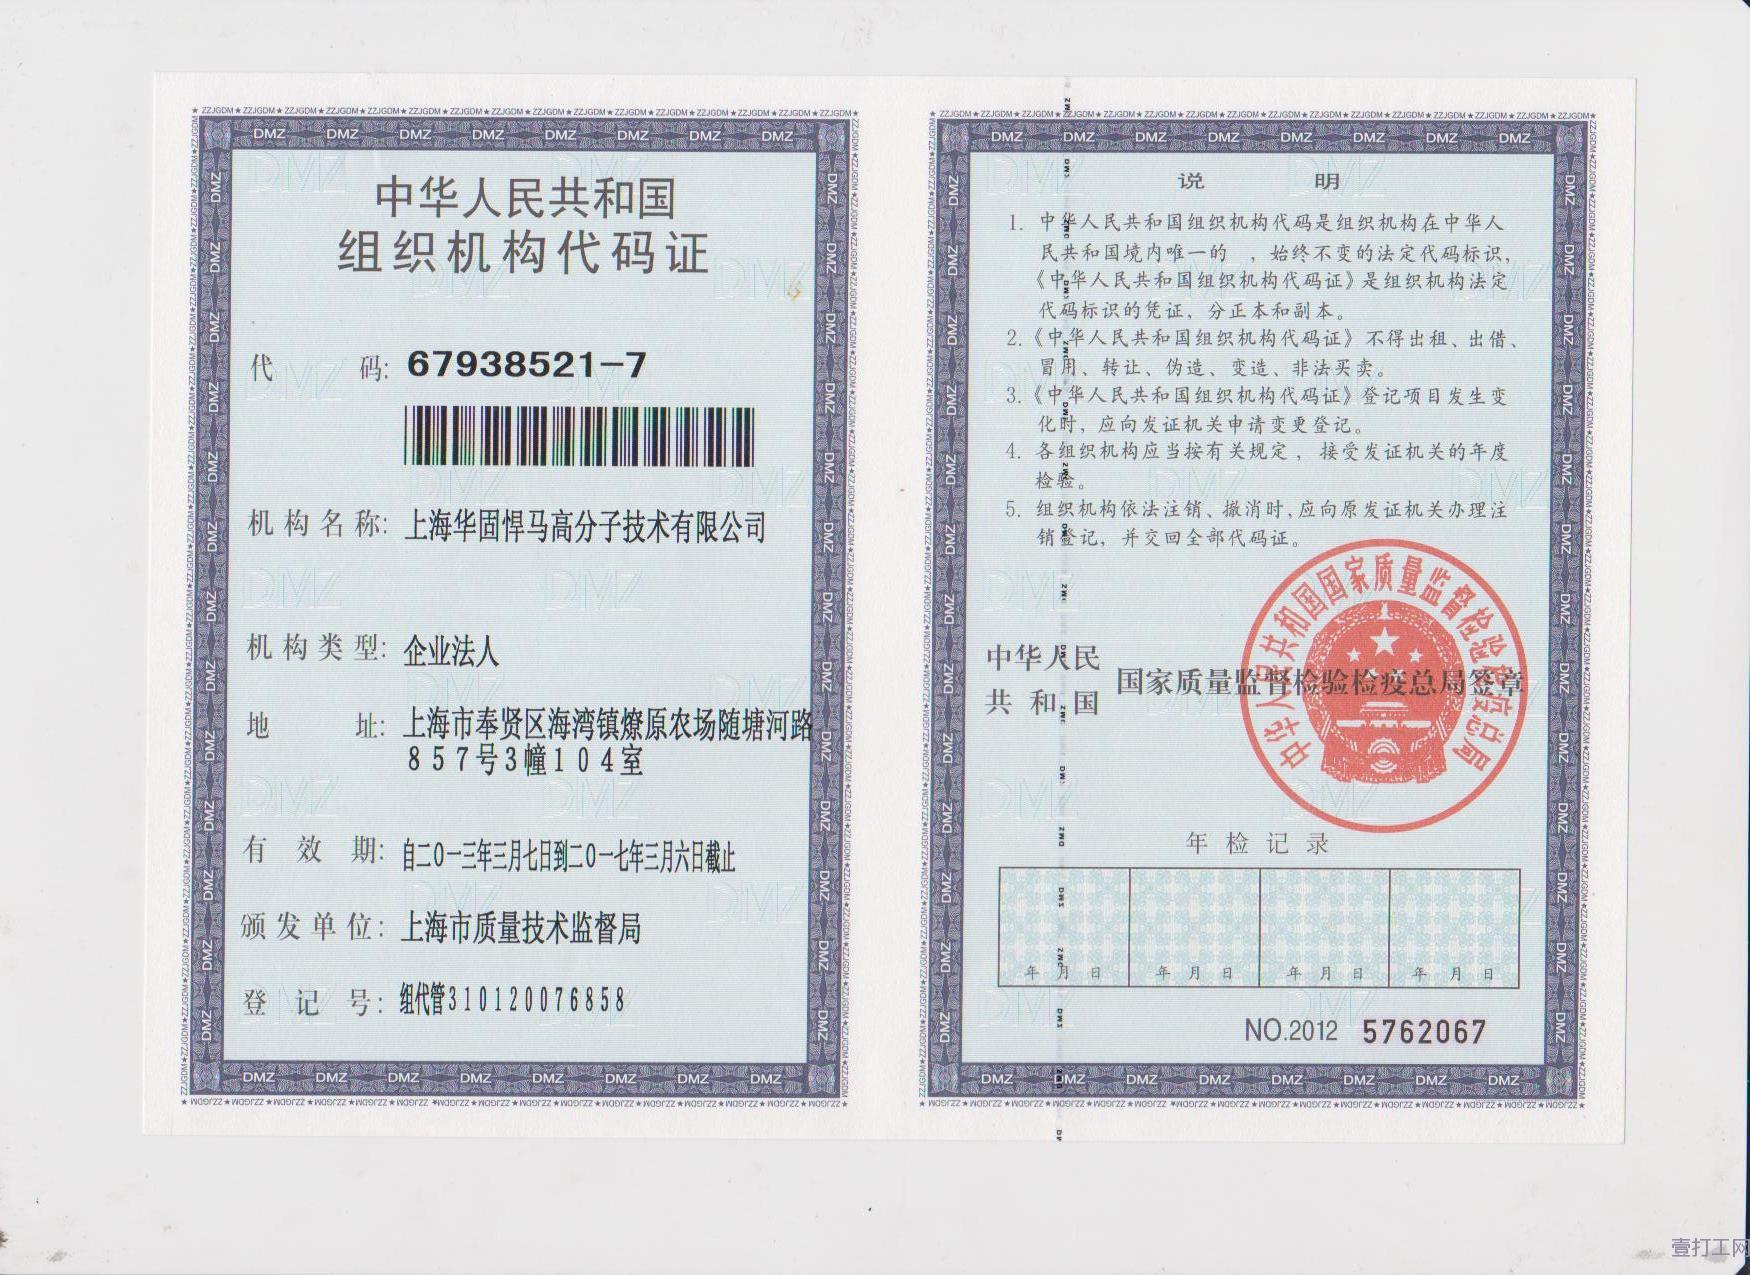 中华人民共和国
组织机构代码证
代 码: 67938521-7
机构名称: 上海华固悍马高分子技术有限公司
机构类型: 企业法人
地 址: 上海市奉贤区海湾镇燎原农场随塘河路
857号3幢104室
有 效 期: 自二0一三年三月七日到二0一七年三月六日截止
颁发单位: 上海市质量技术监督局
登 记 号: 组代管310120076858
说 明
1. 中华人民共和国组织机构代码是组织机构在中华人
民共和国境内唯一的 ,始终不变的法定代码标识,
《中华人民共和国组织机构代码证》是组织机构法定
代码标识的凭证,分正本和副本。
2.《中华人民共和国组织机构代码证》不得出租、出借、
冒用、转让、伪造、变造、非法买卖。
3.《中华人民共和国组织机构代码证》登记项目发生变
化时,应向发证机关申请变更登记。
4. 各组织机构应当按有关规定,接受发证机关的年度
检验。
5. 组织机构依法注销、撤消时,应向原发证机关办理注
销登记,并交回全部代码证。
中华人民
共和国
国家质量监督检验检疫总局签章
中华人民共和国国家质量监督检验检疫总局
年检记录
年 月 日 年 月 日 年 月 日 年 月 日
NO.2012 5762067
DMZ
ZZJGDM
壹打工网